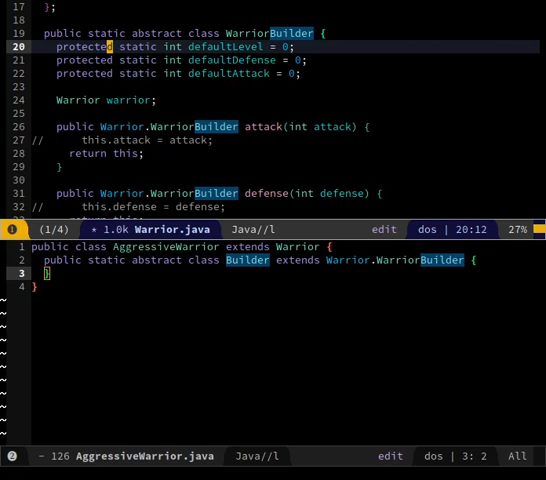 17 };
18
19 public static abstract class WarriorBuilder {
20 protected static int defaultLevel = 0;
21 protected static int defaultDefense = 0;
22 protected static int defaultAttack = 0;
23
24 Warrior warrior;
25
26 public Warrior.WarriorBuilder attack(int attack) {
27 // this.attack = attack;
28 return this;
29 }
30
31 public Warrior.WarriorBuilder defense(int defense) {
32 // this.defense = defense;
33 return this;
1 (1/4) * 1.0k Warrior.java Java//l edit dos | 20:12 27%
1 public class AggressiveWarrior extends Warrior {
2 public static abstract class Builder extends Warrior.WarriorBuilder {
3 }
4 }
~
~
~
~
~
~
~
~
~
~
~
2 - 126 AggressiveWarrior.java Java//l edit dos | 3: 2 All